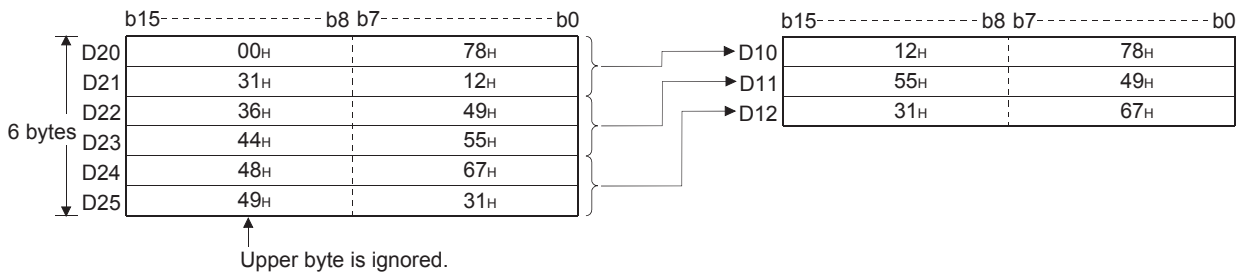 b15 b8 b7 b0
D20 00H 78H
D21 31H 12H
D22 36H 49H
D23 44H 55H
D24 48H 67H
D25 49H 31H
6 bytes
Upper byte is ignored.
b15 b8 b7 b0
D10 12H 78H
D11 55H 49H
D12 31H 67H